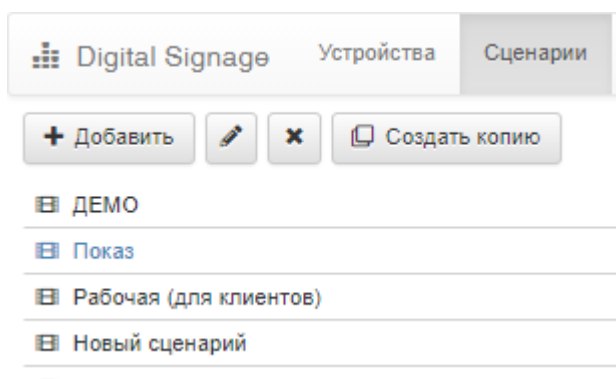 Digital Signage Устройства Сценарии
Добавить Создать копию
ДЕМО
Показ
Рабочая (для клиентов)
Новый сценарий